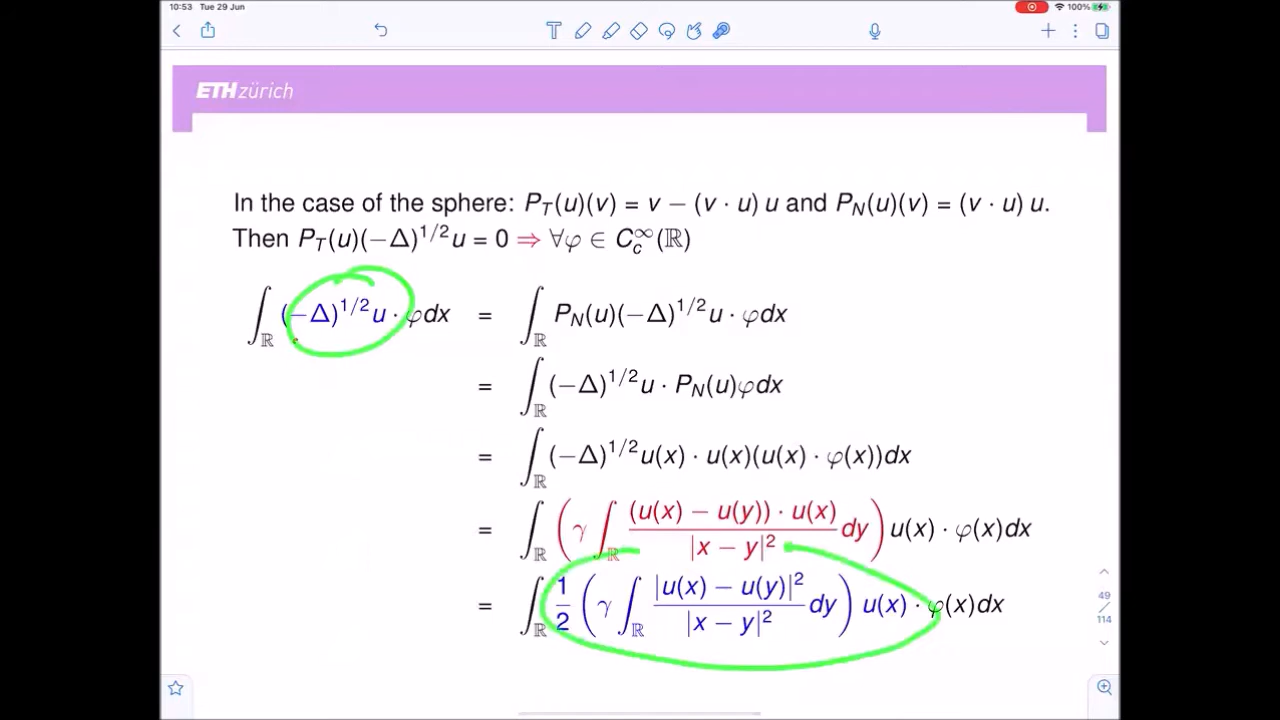 10:53 Tue 29 Jun
100%
ETH zürich
In the case of the sphere: P_T(u)(v) = v − (v · u) u and P_N(u)(v) = (v · u) u.
Then P_T(u)(−Δ)^{1/2}u = 0 ⇒ ∀φ ∈ C_c^∞(ℝ)
∫_ℝ (−Δ)^{1/2}u · φdx = ∫_ℝ P_N(u)(−Δ)^{1/2}u · φdx
= ∫_ℝ (−Δ)^{1/2}u · P_N(u)φdx
= ∫_ℝ (−Δ)^{1/2}u(x) · u(x)(u(x) · φ(x))dx
= ∫_ℝ (γ ∫_ℝ (u(x) − u(y)) · u(x) / |x − y|² dy) u(x) · φ(x)dx
= ∫_ℝ 1/2 (γ ∫_ℝ |u(x) − u(y)|² / |x − y|² dy) u(x) · φ(x)dx
49
/
114